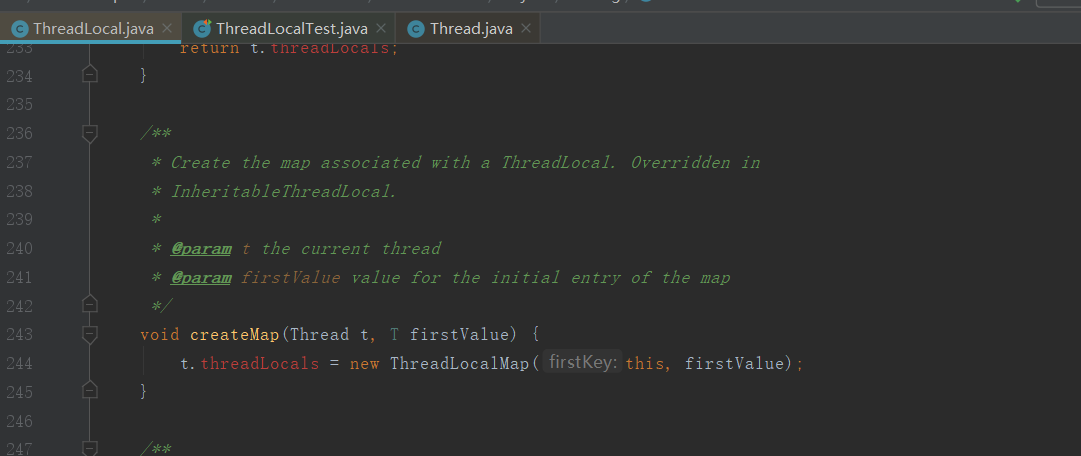 ThreadLocal.java ThreadLocalTest.java Thread.java
233 return t.threadLocals;
234 }
235
236 /**
237 * Create the map associated with a ThreadLocal. Overridden in
238 * InheritableThreadLocal.
239 *
240 * @param t the current thread
241 * @param firstValue value for the initial entry of the map
242 */
243 void createMap(Thread t, T firstValue) {
244 t.threadLocals = new ThreadLocalMap( firstKey: this, firstValue);
245 }
246
247 /**